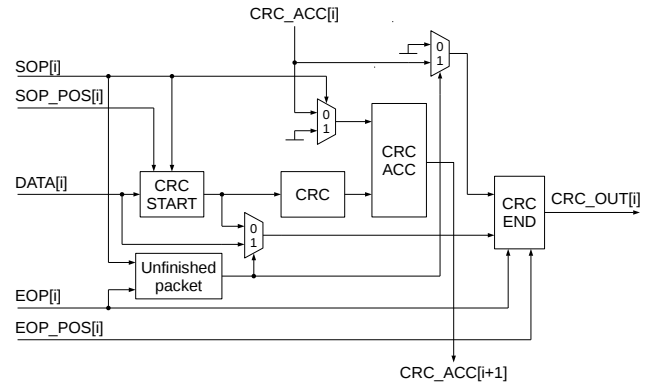 CRC_ACC[i]
0
1
SOP[i]
SOP_POS[i]
0
1
CRC
ACC
DATA[i]
CRC
START
CRC
CRC
END
CRC_OUT[i]
0
1
Unfinished
packet
EOP[i]
EOP_POS[i]
CRC_ACC[i+1]